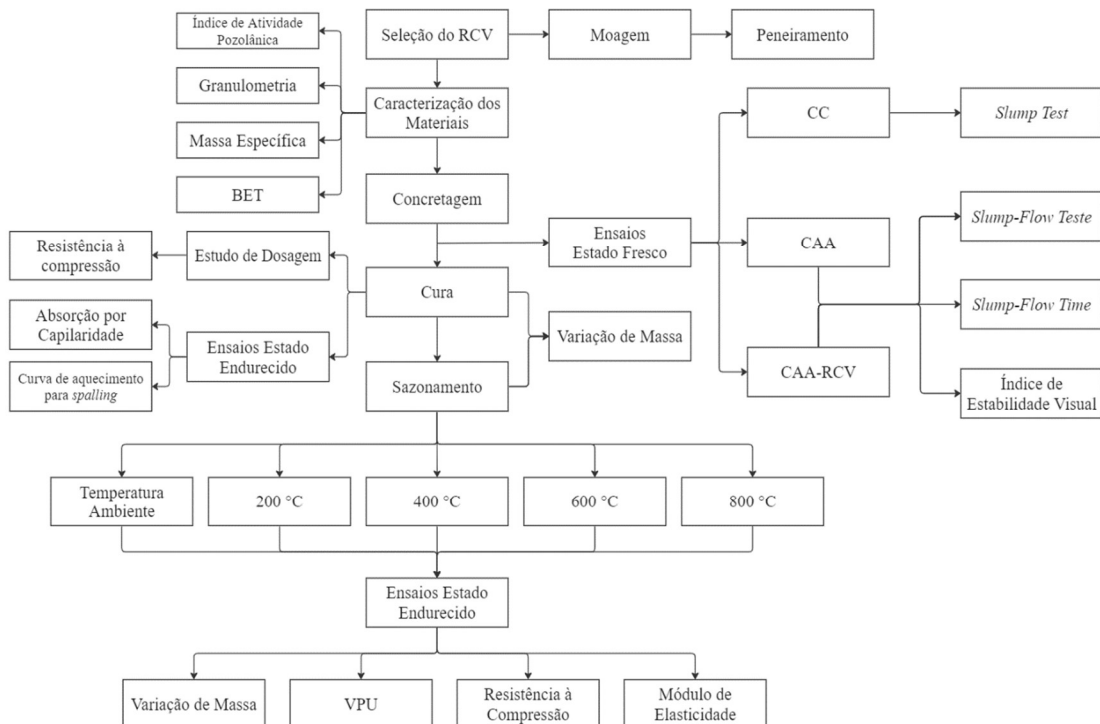 Índice de Atividade
Pozolânica
Seleção do RCV
Moagem
Peneiramento
Granulometria
Caracterização dos
Materiais
CC
Slump Test
Massa Específica
BET
Concretagem
Slump-Flow Teste
Resistência à
compressão
Estudo de Dosagem
Ensaios
Estado Fresco
CAA
Cura
Slump-Flow Time
Absorção por
Capilaridade
Ensaios Estado
Endurecido
Variação de Massa
Curva de aquecimento
para spalling
Sazonamento
CAA-RCV
Índice de
Estabilidade Visual
Temperatura
Ambiente
200 °C
400 °C
600 °C
800 °C
Ensaios Estado
Endurecido
Variação de Massa
VPU
Resistência à
Compressão
Módulo de
Elasticidade